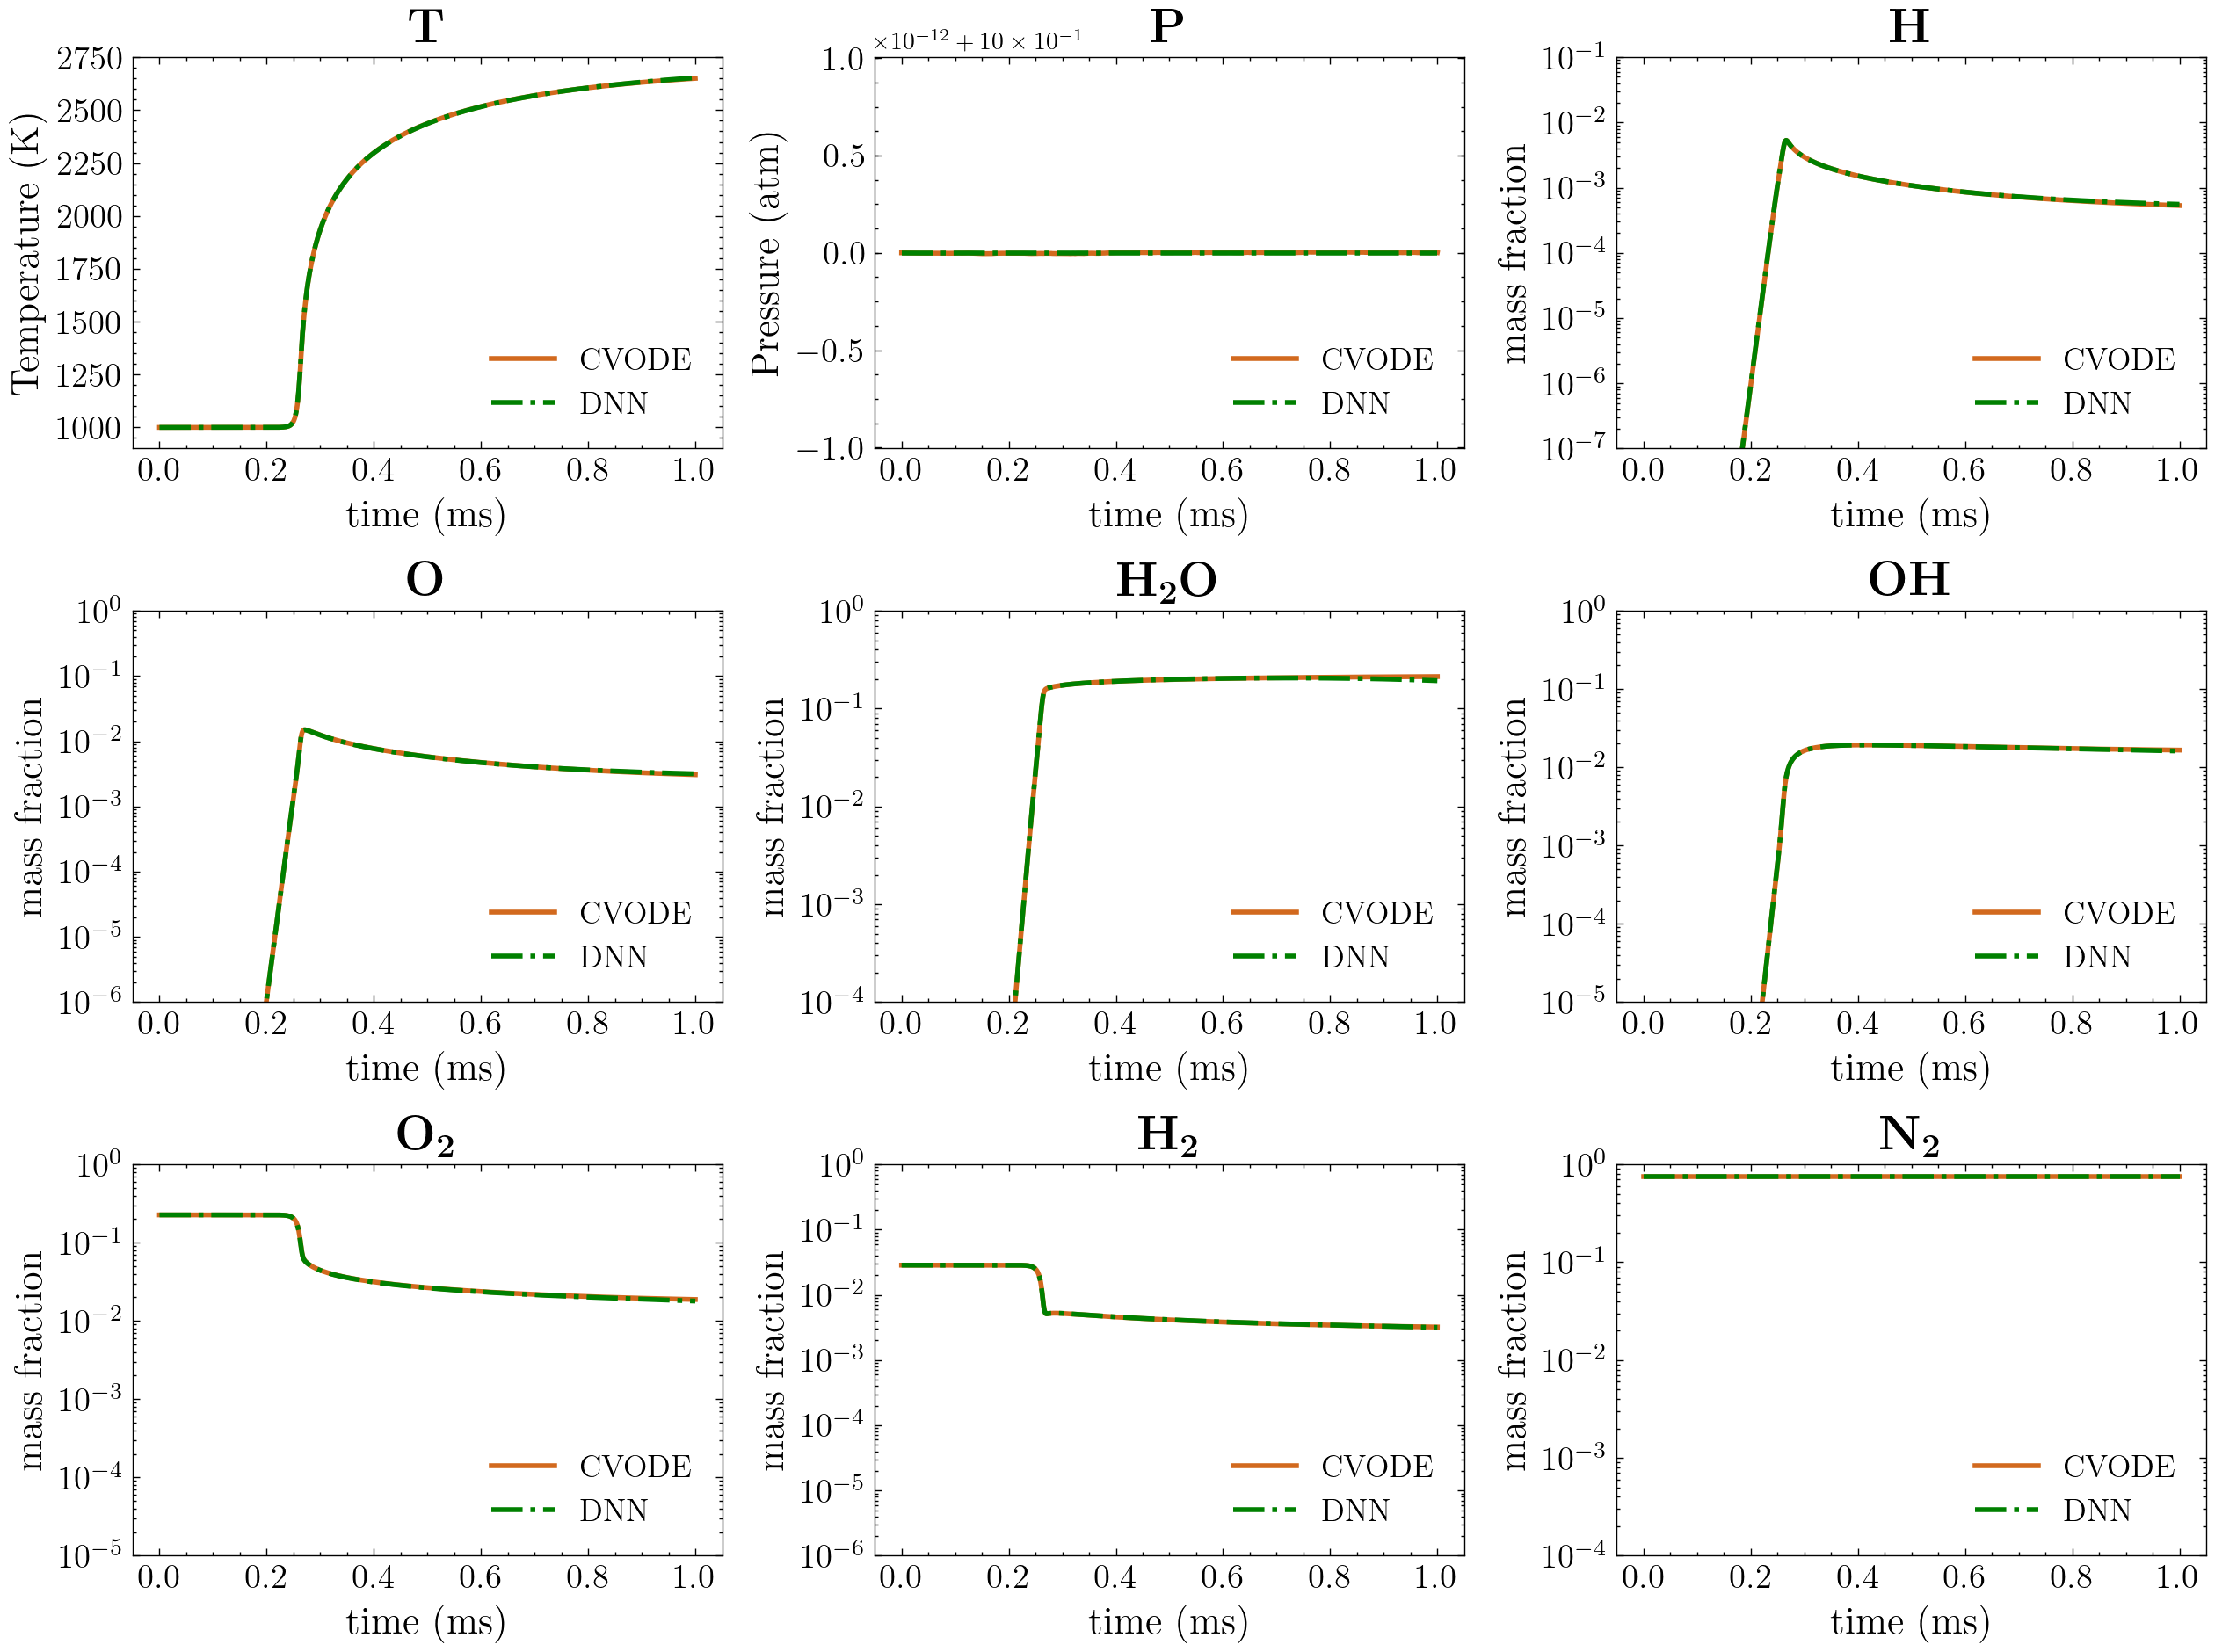 T
2750
2500
2250
2000
1750
1500
1250
1000
Temperature (K)
CVODE
DNN
0.0 0.2 0.4 0.6 0.8 1.0
time (ms)
P
×10⁻¹² + 10 × 10⁻¹
1.0
0.5
0.0
−0.5
−1.0
Pressure (atm)
CVODE
DNN
0.0 0.2 0.4 0.6 0.8 1.0
time (ms)
H
10⁻¹
10⁻²
10⁻³
10⁻⁴
10⁻⁵
10⁻⁶
10⁻⁷
mass fraction
CVODE
DNN
0.0 0.2 0.4 0.6 0.8 1.0
time (ms)
O
10⁰
10⁻¹
10⁻²
10⁻³
10⁻⁴
10⁻⁵
10⁻⁶
mass fraction
CVODE
DNN
0.0 0.2 0.4 0.6 0.8 1.0
time (ms)
H₂O
10⁰
10⁻¹
10⁻²
10⁻³
10⁻⁴
mass fraction
CVODE
DNN
0.0 0.2 0.4 0.6 0.8 1.0
time (ms)
OH
10⁰
10⁻¹
10⁻²
10⁻³
10⁻⁴
10⁻⁵
mass fraction
CVODE
DNN
0.0 0.2 0.4 0.6 0.8 1.0
time (ms)
O₂
10⁰
10⁻¹
10⁻²
10⁻³
10⁻⁴
10⁻⁵
mass fraction
CVODE
DNN
0.0 0.2 0.4 0.6 0.8 1.0
time (ms)
H₂
10⁰
10⁻¹
10⁻²
10⁻³
10⁻⁴
10⁻⁵
10⁻⁶
mass fraction
CVODE
DNN
0.0 0.2 0.4 0.6 0.8 1.0
time (ms)
N₂
10⁰
10⁻¹
10⁻²
10⁻³
10⁻⁴
mass fraction
CVODE
DNN
0.0 0.2 0.4 0.6 0.8 1.0
time (ms)